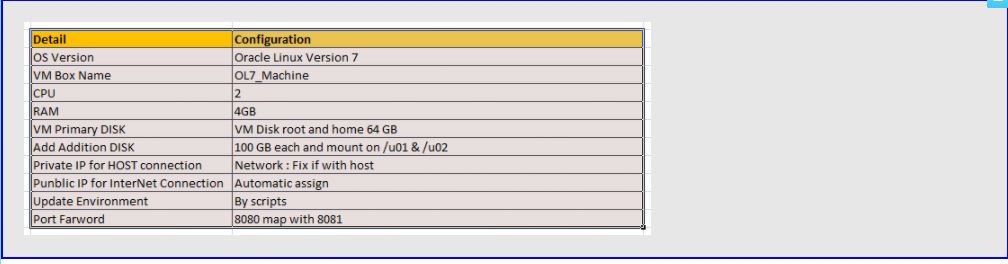 Detail Configuration
OS Version Oracle Linux Version 7
VM Box Name OL7_Machine
CPU 2
RAM 4GB
VM Primary DISK VM Disk root and home 64 GB
Add Addition DISK 100 GB each and mount on /u01 & /u02
Private IP for HOST connection Network : Fix if with host
Punblic IP for InterNet Connection Automatic assign
Update Environment By scripts
Port Farword 8080 map with 8081